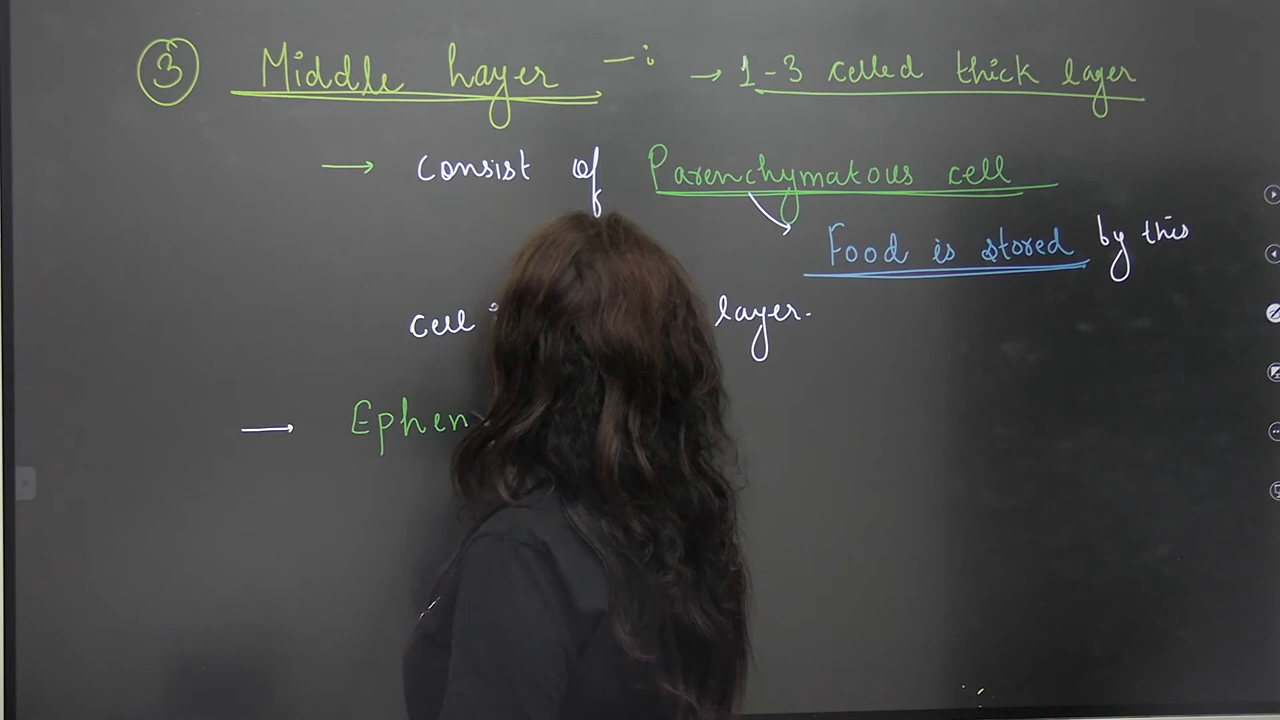 3 Middle Layer -: → 1-3 celled thick layer
→ Consist of Parenchymatous cell
Food is stored by this
cell layer.
→ Ephem